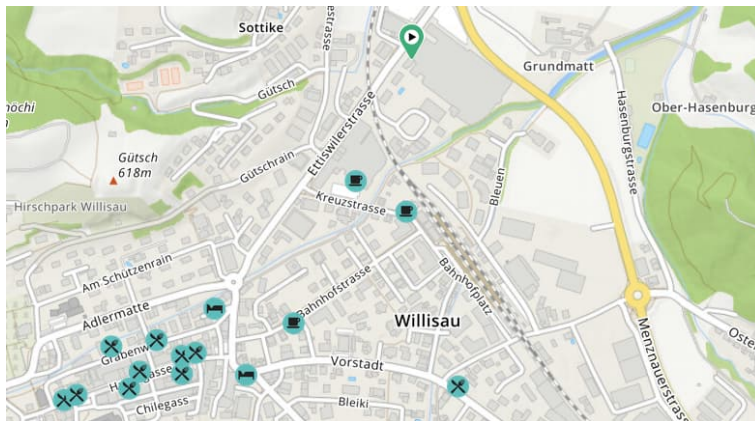 Sottike
Grundmatt
Gütsch
Ettiswilerstrasse
Hasenburgstrasse
Ober-Hasenburg
Gütsch
618m
Gütschrain
Hirschpark Willisau
Kreuzstrasse
Bleuen
Am Schützenrain
Bahnhofstrasse
Bahnhofplatz
Adlermatte
Willisau
Menznauerstrasse
Vorstadt
Chilegass
Bleiki